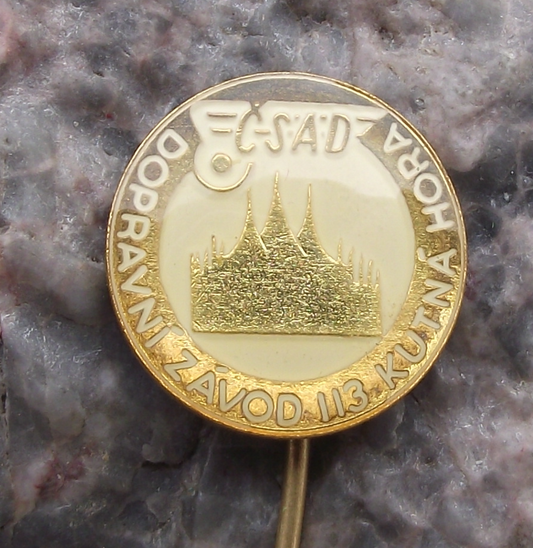 ČSAD
DOPRAVNÍ ZÁVOD 113 KUTNÁ HORA